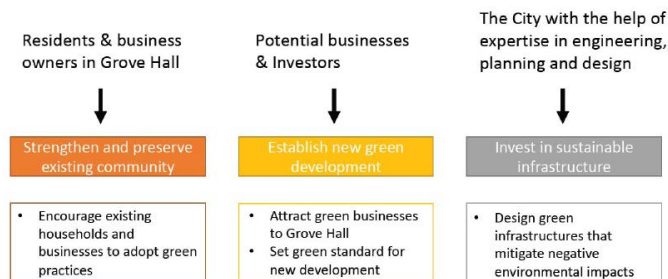 Residents & business
owners in Grove Hall
Strengthen and preserve
existing community
• Encourage existing
households and
businesses to adopt green
practices
Potential businesses
& Investors
Establish new green
development
• Attract green businesses
to Grove Hall
• Set green standard for
new development
The City with the help of
expertise in engineering,
planning and design
Invest in sustainable
infrastructure
• Design green
infrastructures that
mitigate negative
environmental impacts